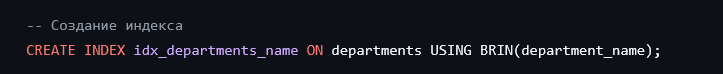 -- Создание индекса
CREATE INDEX idx_departments_name ON departments USING BRIN(department_name);